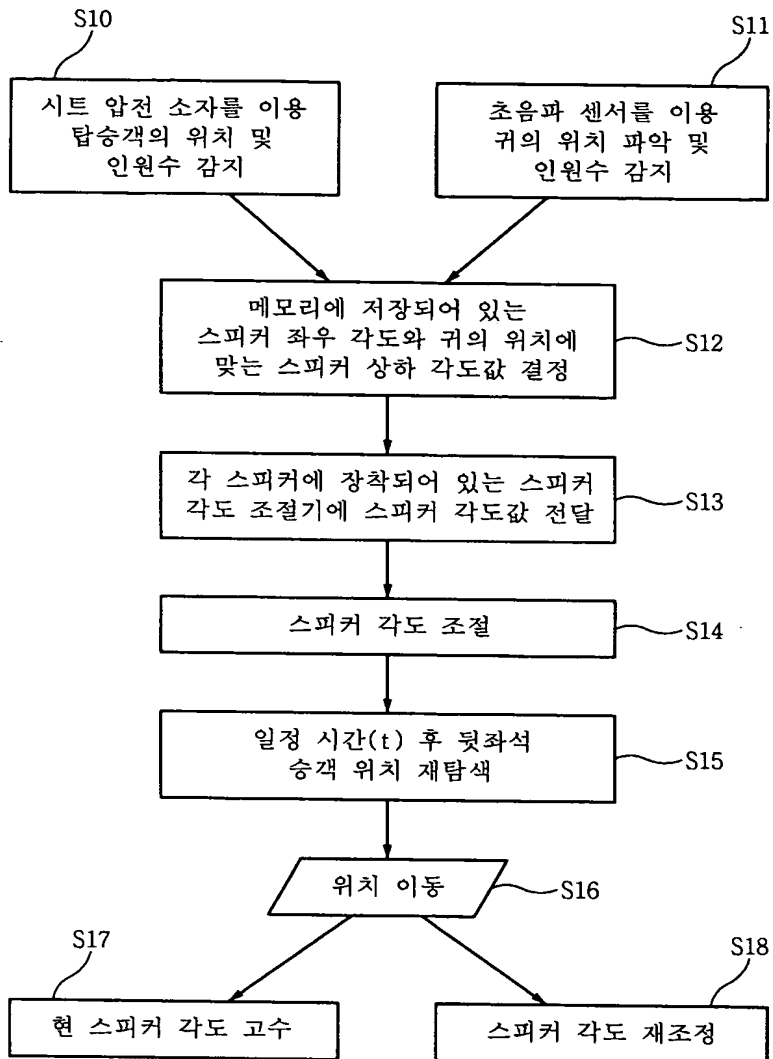 S10
시트 압전 소자를 이용
탑승객의 위치 및
인원수 감지
S11
초음파 센서를 이용
귀의 위치 파악 및
인원수 감지
메모리에 저장되어 있는
스피커 좌우 각도와 귀의 위치에
맞는 스피커 상하 각도값 결정
S12
각 스피커에 장착되어 있는 스피커
각도 조절기에 스피커 각도값 전달
S13
스피커 각도 조절
S14
일정 시간(t) 후 뒷좌석
승객 위치 재탐색
S15
위치 이동
S16
S17
현 스피커 각도 고수
S18
스피커 각도 재조정